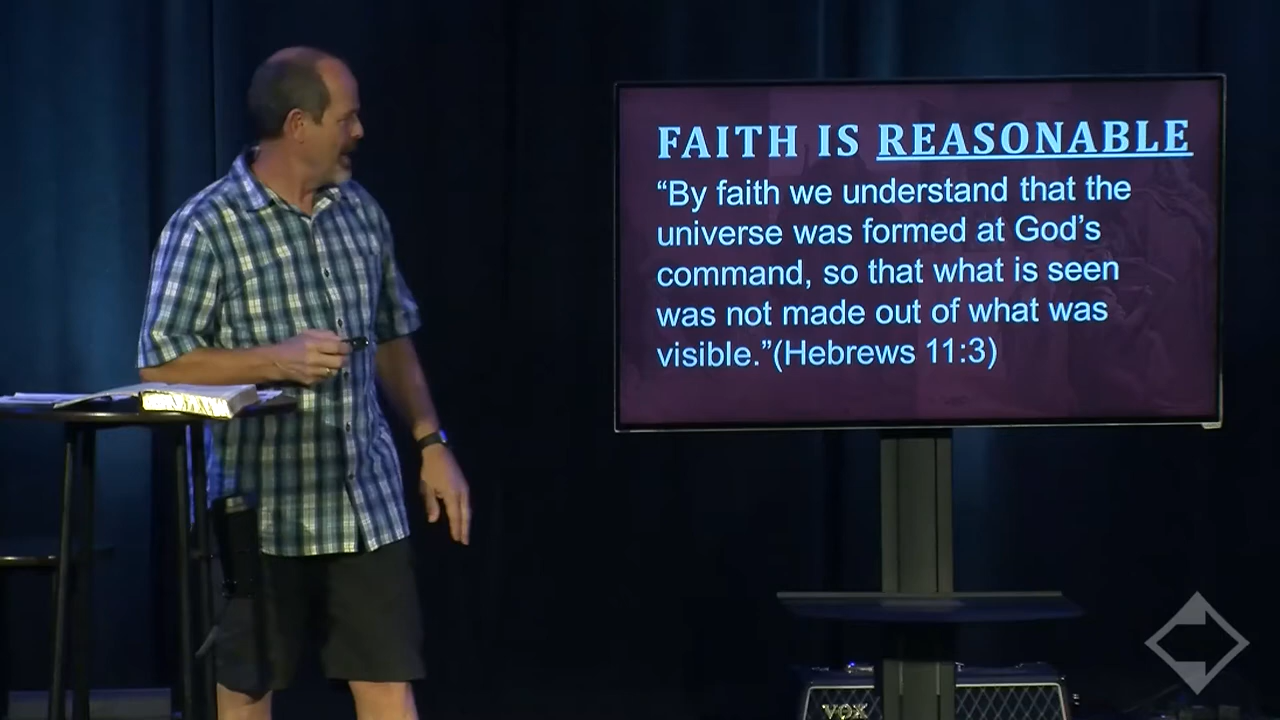 FAITH IS REASONABLE
“By faith we understand that the
universe was formed at God’s
command, so that what is seen
was not made out of what was
visible.”(Hebrews 11:3)
VOX